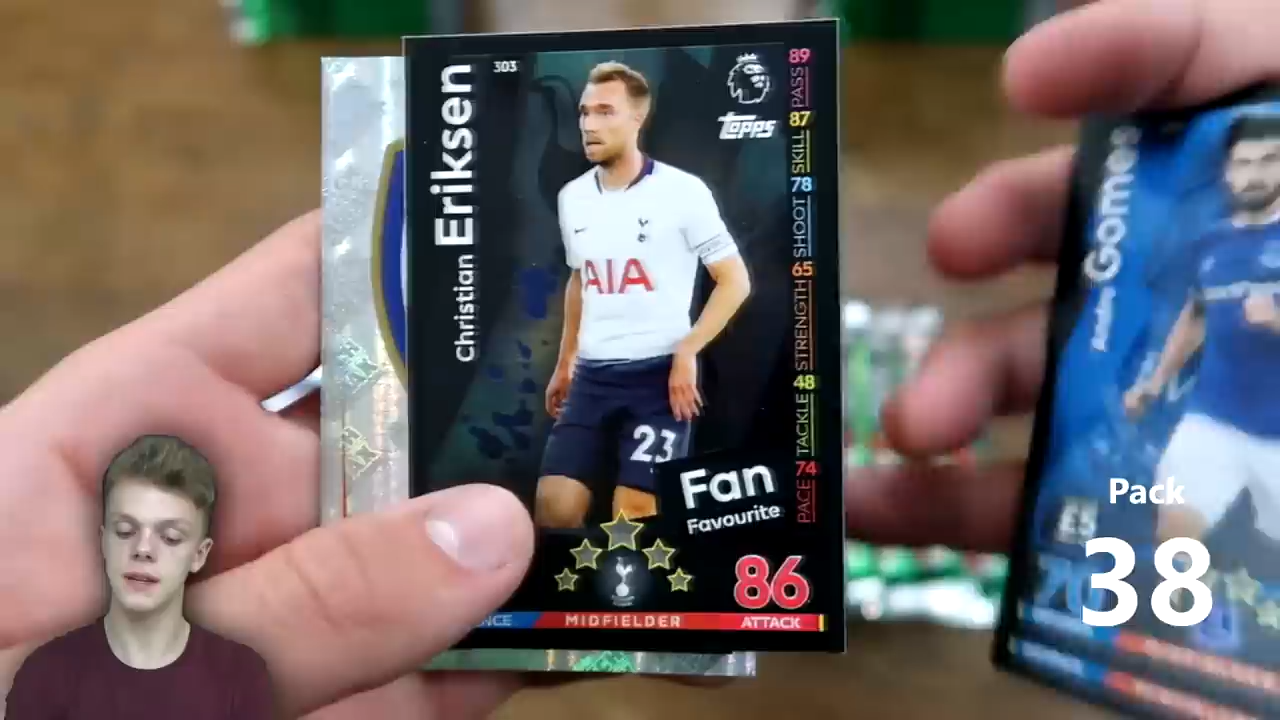 303
Christian Eriksen
Topps
89
PASS
87
SKILL
78
SHOOT
65
STRENGTH
48
TACKLE
74
PACE
AIA
23
Fan
Favourite
86
MIDFIELDER
ATTACK
Gomes
£5
Pack
38